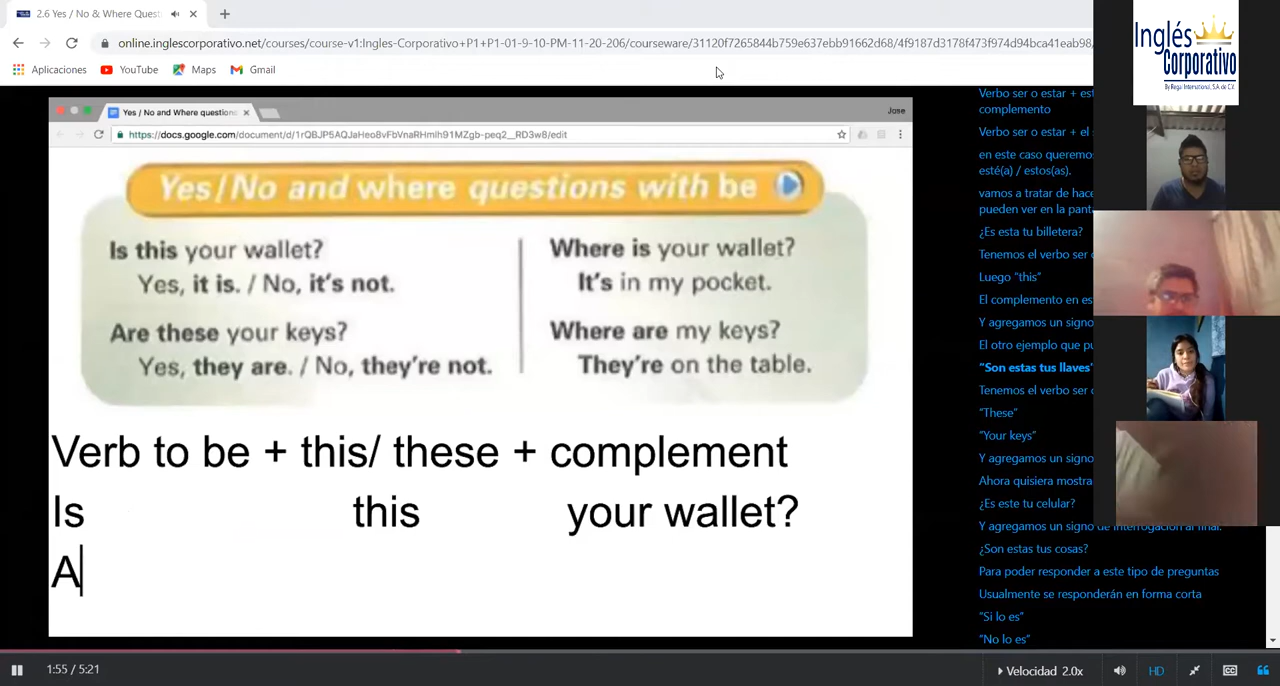 2.6 Yes / No & Where Quest
online.inglescorporativo.net/courses/course-v1:Ingles-Corporativo+P1+P1-01-9-10-PM-11-20-206/courseware/31120f7265844b759e637ebb91662d68/4f9187d3178f473f974d94bca41eab98/
Aplicaciones YouTube Maps Gmail
Inglés
Corporativo
By Regal International, S.A. de C.V.
Yes / No and Where questions
Jose
https://docs.google.com/document/d/1rQBJP5AQJaHeo8vFbVnaRHmIh91MZgb-peq2__RD3w8/edit
Yes/No and where questions with be
Is this your wallet?
Yes, it is. / No, it's not.
Are these your keys?
Yes, they are. / No, they're not.
Where is your wallet?
It's in my pocket.
Where are my keys?
They're on the table.
Verb to be + this/ these + complement
Is this your wallet?
A
Verbo ser o estar + est
complemento
Verbo ser o estar + el s
en este caso queremos
esté(a) / estos(as).
vamos a tratar de hace
pueden ver en la pant
¿Es esta tu billetera?
Tenemos el verbo ser
Luego "this"
El complemento en es
Y agregamos un signo
El otro ejemplo que pu
"Son estas tus llaves"
Tenemos el verbo ser
"These"
"Your keys"
Y agregamos un signo
Ahora quisiera mostra
¿Es este tu celular?
Y agregamos un signo de interrogación al final.
¿Son estas tus cosas?
Para poder responder a este tipo de preguntas
Usualmente se responderán en forma corta
"Si lo es"
"No lo es"
1:55 / 5:21
Velocidad 2.0x
HD
CC